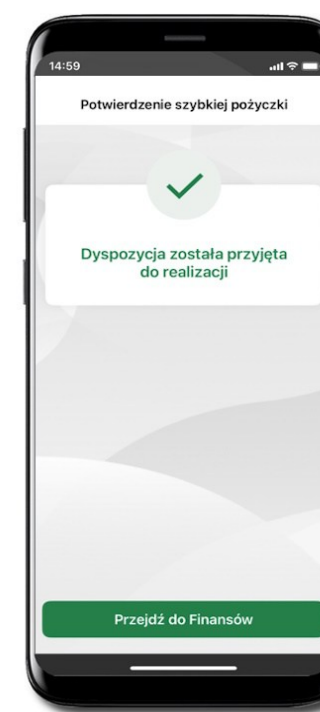 14:59
Potwierdzenie szybkiej pożyczki
Dyspozycja została przyjęta
do realizacji
Przejdź do Finansów